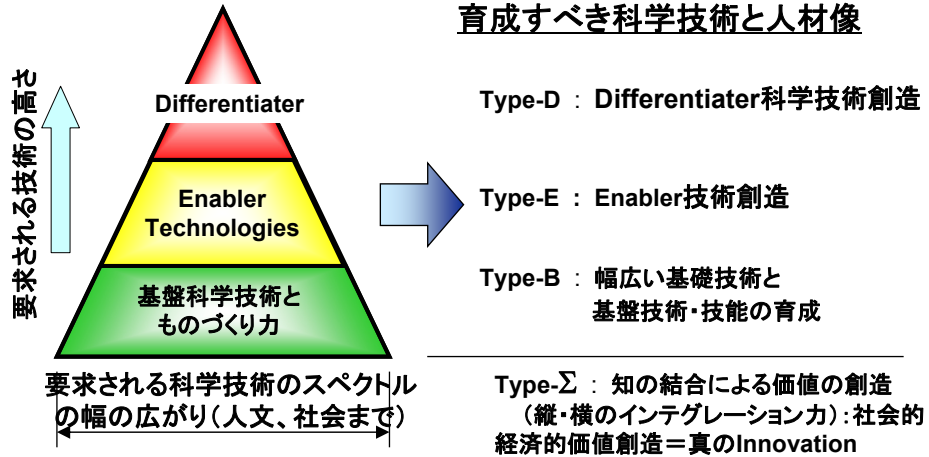 育成すべき科学技術と人材像
要求される技術の高さ
Differentiater
Enabler
Technologies
基盤科学技術と
ものづくり力
要求される科学技術のスペクトル
の幅の広がり(人文、社会まで)
Type-D : Differentiater科学技術創造
Type-E : Enabler技術創造
Type-B : 幅広い基礎技術と
基盤技術・技能の育成
Type-Σ : 知の結合による価値の創造
(縦・横のインテグレーション力):社会的
経済的価値創造=真のInnovation